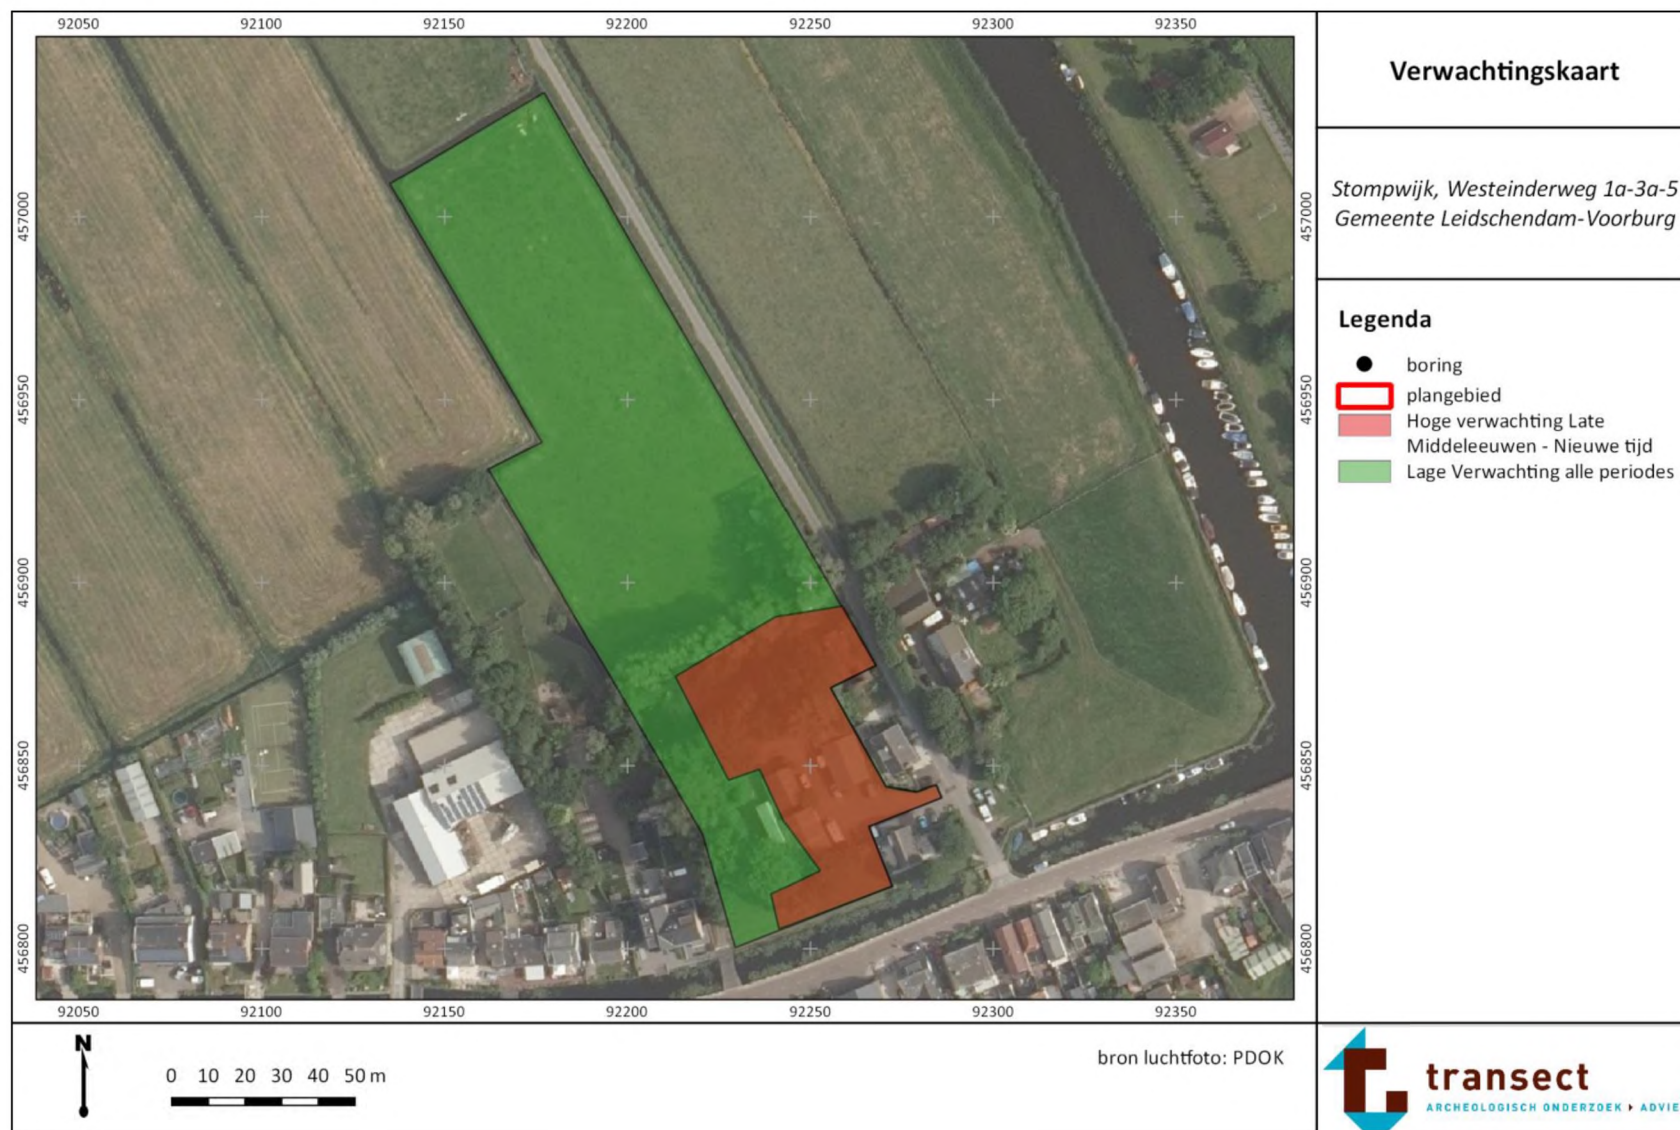 92050 92100 92150 92200 92250 92300 92350
Verwachtingskaart
Stompwijk, Westeinderweg 1a-3a-5
Gemeente Leidschendam-Voorburg
Legenda
boring
plangebied
Hoge verwachting Late
Middeleeuwen - Nieuwe tijd
Lage Verwachting alle periodes
457000 457000
456950 456950
456900 456900
456850 456850
456800 456800
92050 92100 92150 92200 92250 92300 92350
N
0 10 20 30 40 50 m
bron luchtfoto: PDOK
transect
ARCHEOLOGISCH ONDERZOEK ADVIE